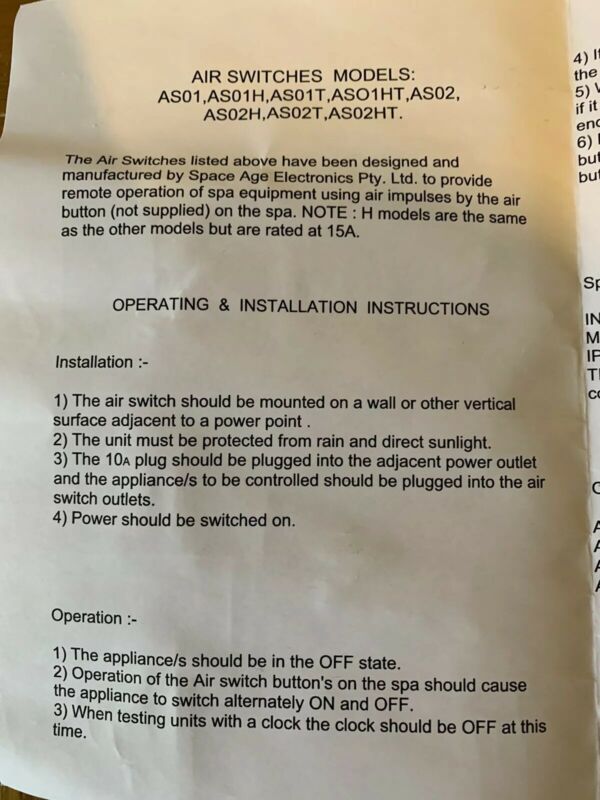 AIR SWITCHES MODELS:
AS01,AS01H,AS01T,ASO1HT,AS02,
AS02H,AS02T,AS02HT.
The Air Switches listed above have been designed and
manufactured by Space Age Electronics Pty. Ltd. to provide
remote operation of spa equipment using air impulses by the air
button (not supplied) on the spa. NOTE : H models are the same
as the other models but are rated at 15A.
OPERATING & INSTALLATION INSTRUCTIONS
Installation :-
1) The air switch should be mounted on a wall or other vertical
surface adjacent to a power point .
2) The unit must be protected from rain and direct sunlight.
3) The 10A plug should be plugged into the adjacent power outlet
and the appliance/s to be controlled should be plugged into the air
switch outlets.
4) Power should be switched on.
Operation :-
1) The appliance/s should be in the OFF state.
2) Operation of the Air switch button's on the spa should cause
the appliance to switch alternately ON and OFF.
3) When testing units with a clock the clock should be OFF at this
time.
4)
the
5)
if it
6)